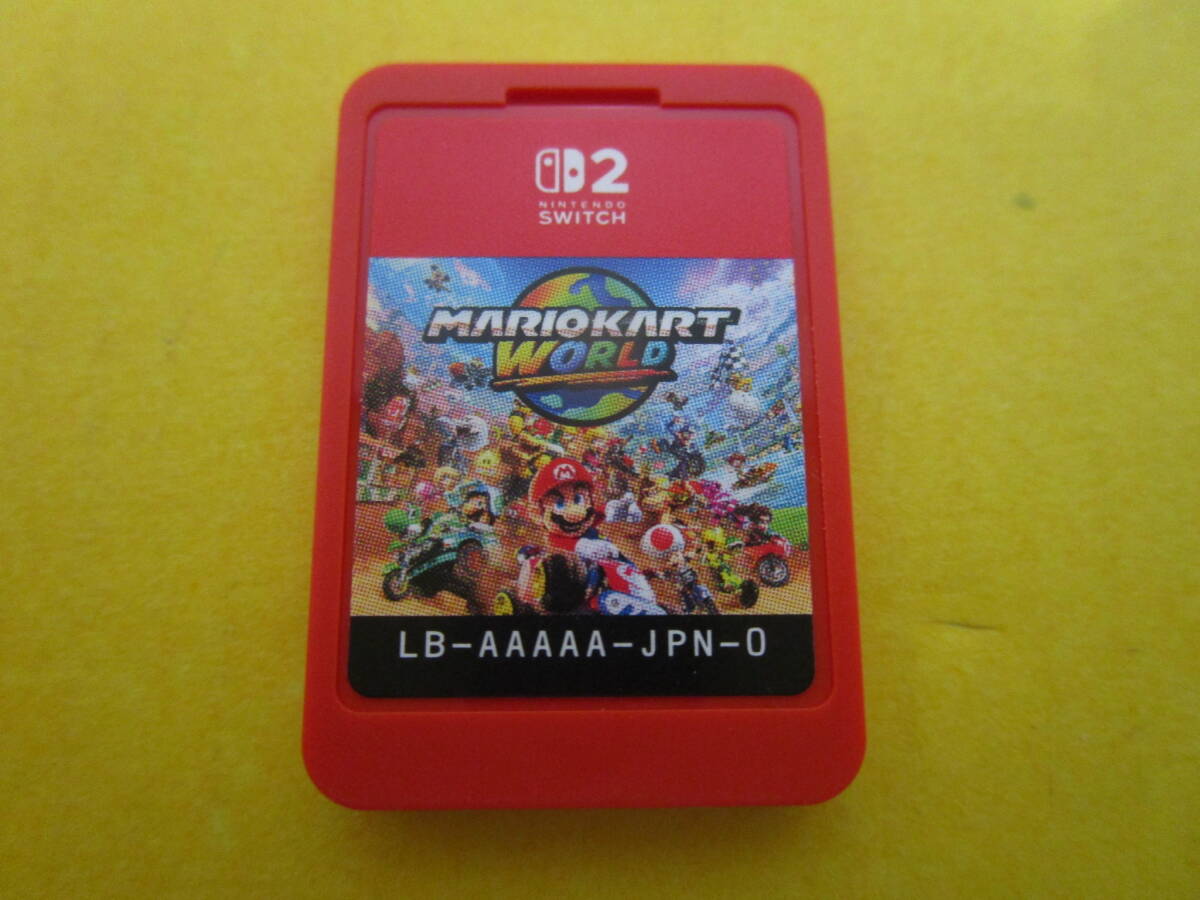 2
NINTENDO
SWITCH
MARIOKART
WORLD
M
LB-AAAAA-JPN-0